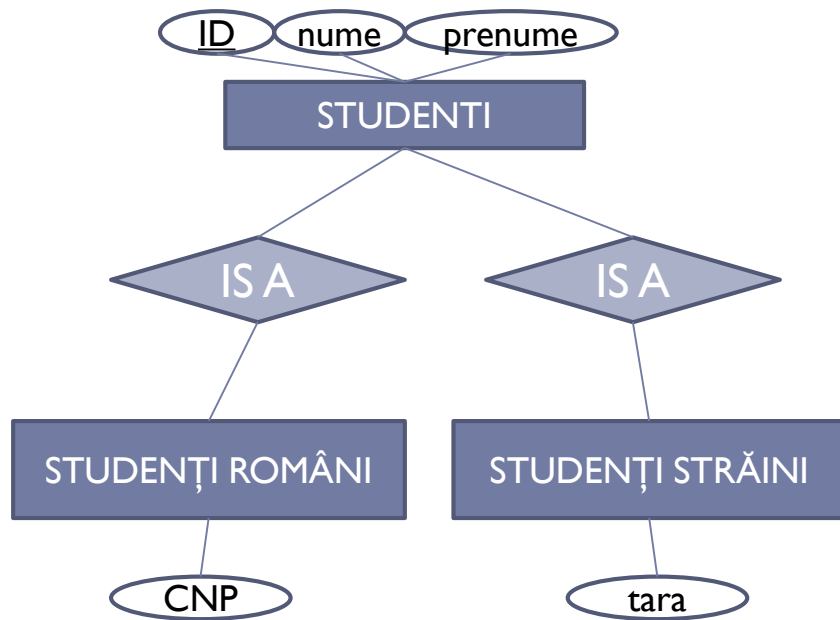 ID
nume
prenume
STUDENTI
IS A
IS A
STUDENȚI ROMÂNI
STUDENȚI STRĂINI
CNP
tara